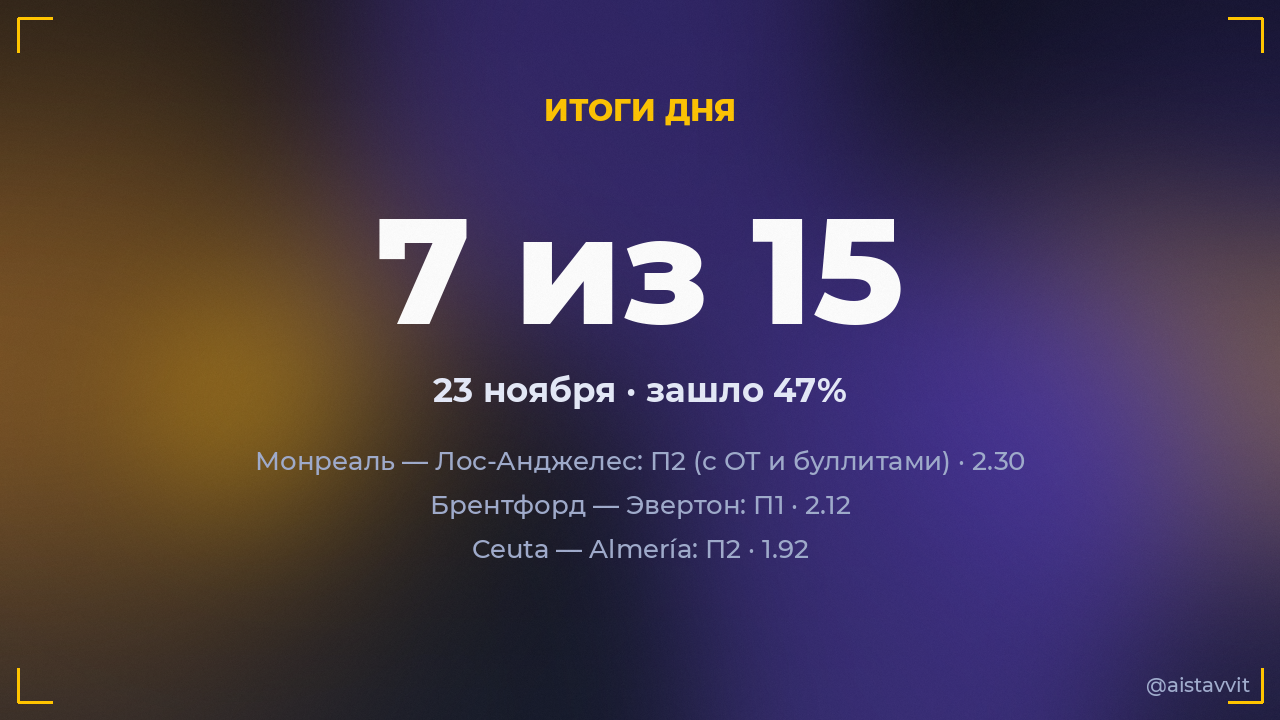 ИТОГИ ДНЯ
7 из 15
23 ноября · зашло 47%
Монреаль — Лос-Анджелес: П2 (с ОТ и буллитами) · 2.30
Брентфорд — Эвертон: П1 · 2.12
Ceuta — Almería: П2 · 1.92
@aistavvit